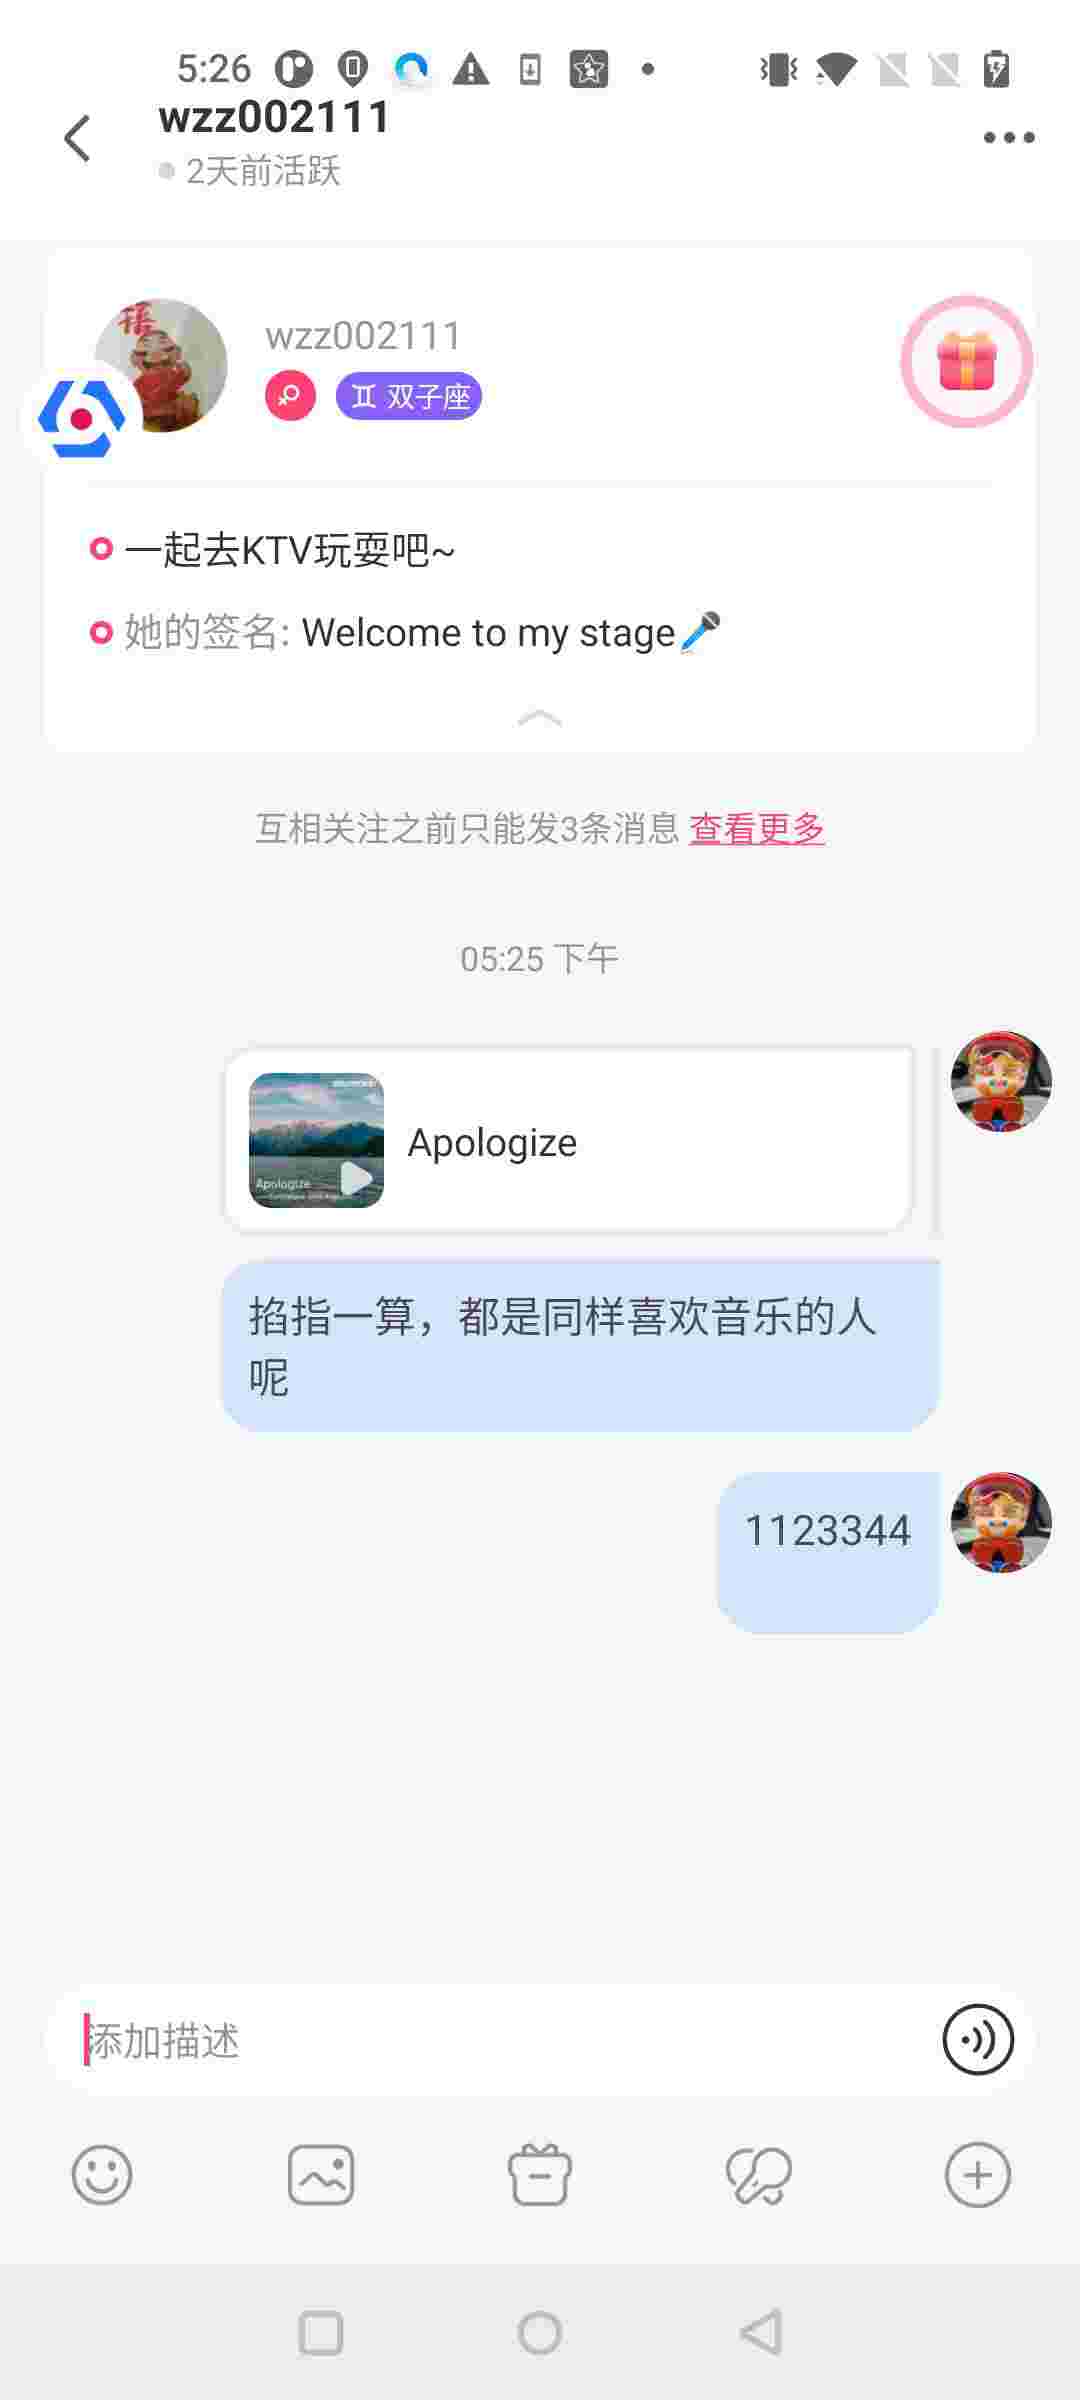 5:26
wzz002111
2天前活跃
wzz002111
双子座
一起去KTV玩耍吧~
她的签名: Welcome to my stage🎤
互相关注之前只能发3条消息 查看更多
05:25 下午
Apologize
Apologize
掐指一算，都是同样喜欢音乐的人
呢
1123344
添加描述